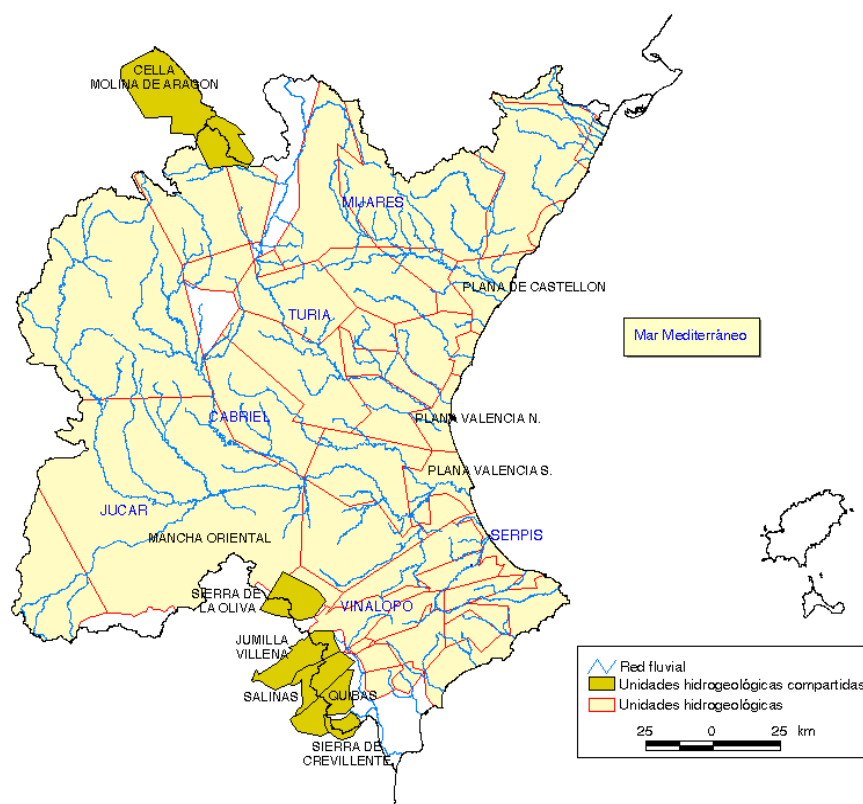 CELLA
MOLINA DE ARAGON
MIJARES
PLANA DE CASTELLON
TURIA
Mar Mediterráneo
CABRIEL
PLANA VALENCIA N.
PLANA VALENCIA S.
JUCAR
MANCHA ORIENTAL
SERPIS
SIERRA DE
LA OLIVA
VINALOPO
JUMILLA
VILLENA
SALINAS
QUIBAS
SIERRA DE
CREVILLENTE
Red fluvial
Unidades hidrogeológicas compartidas
Unidades hidrogeológicas
25 0 25 km